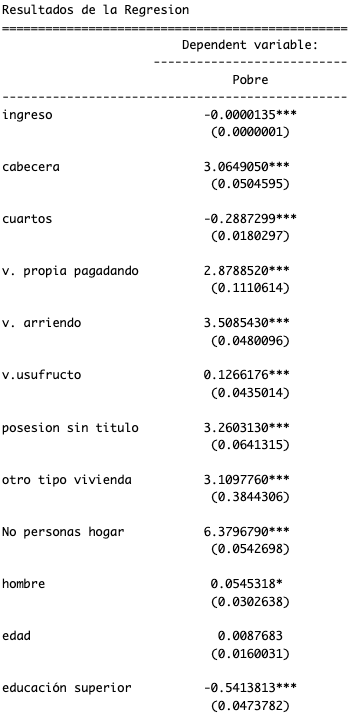 Resultados de la Regresion
================================================
Dependent variable:
---------------------------
Pobre
------------------------------------------------
ingreso -0.0000135***
(0.0000001)
cabecera 3.0649050***
(0.0504595)
cuartos -0.2887299***
(0.0180297)
v. propia pagadando 2.8788520***
(0.1110614)
v. arriendo 3.5085430***
(0.0480096)
v.usufructo 0.1266176***
(0.0435014)
posesion sin titulo 3.2603130***
(0.0641315)
otro tipo vivienda 3.1097760***
(0.3844306)
No personas hogar 6.3796790***
(0.0542698)
hombre 0.0545318*
(0.0302638)
edad 0.0087683
(0.0160031)
educación superior -0.5413813***
(0.0473782)